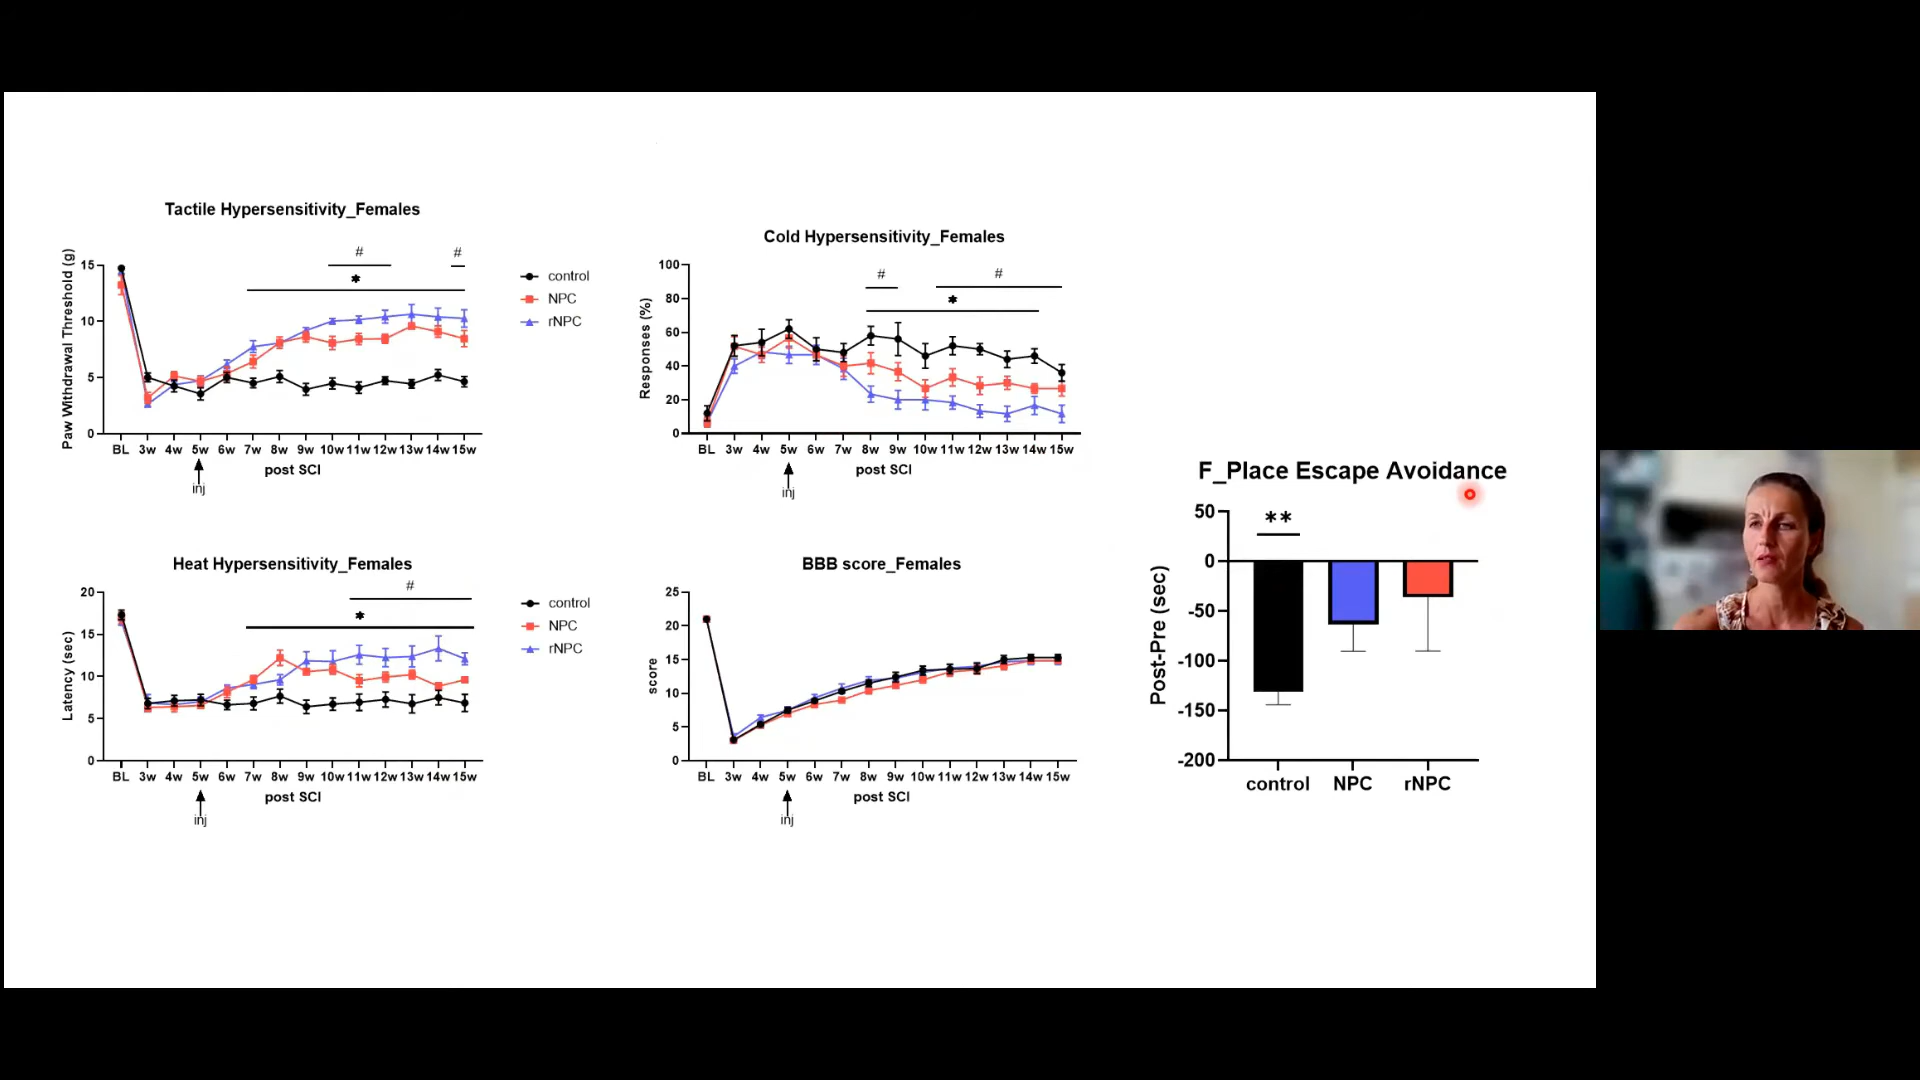 Tactile Hypersensitivity_Females
Paw Withdrawal Threshold (g)
15
10
5
0
#
#
*
BL 3w 4w 5w 6w 7w 8w 9w 10w 11w 12w 13w 14w 15w
post SCI
inj
control
NPC
rNPC
Cold Hypersensitivity_Females
Responses (%)
100
80
60
40
20
0
#
#
*
BL 3w 4w 5w 6w 7w 8w 9w 10w 11w 12w 13w 14w 15w
post SCI
inj
Heat Hypersensitivity_Females
Latency (sec)
20
15
10
5
0
#
*
BL 3w 4w 5w 6w 7w 8w 9w 10w 11w 12w 13w 14w 15w
post SCI
inj
control
NPC
rNPC
BBB score_Females
score
25
20
15
10
5
0
BL 3w 4w 5w 6w 7w 8w 9w 10w 11w 12w 13w 14w 15w
post SCI
inj
F_Place Escape Avoidance
Post-Pre (sec)
50
0
-50
-100
-150
-200
**
control NPC rNPC